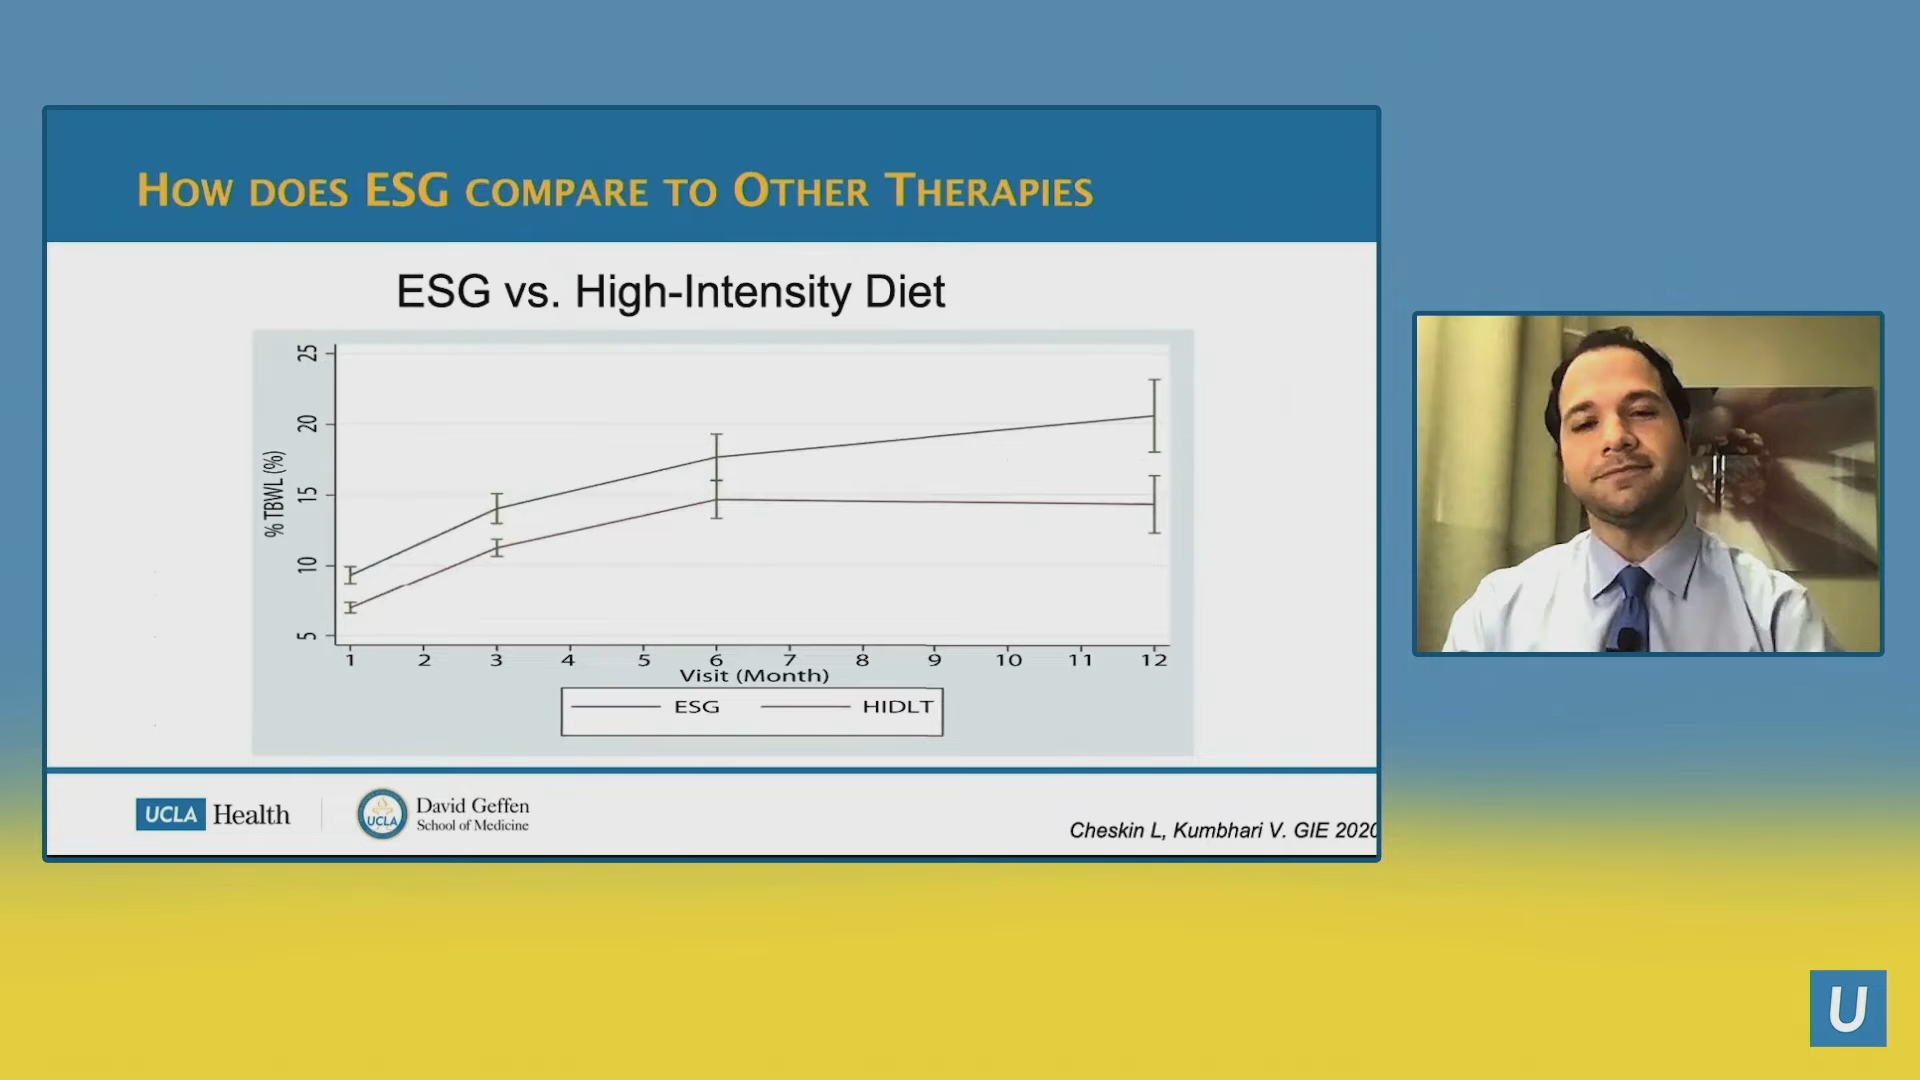 HOW DOES ESG COMPARE TO OTHER THERAPIES
ESG vs. High-Intensity Diet
% TBWL (%)
25
20
15
10
5
1 2 3 4 5 6 7 8 9 10 11 12
Visit (Month)
ESG HIDLT
UCLA Health
UCLA
David Geffen
School of Medicine
Cheskin L, Kumbhari V. GIE 2020
U